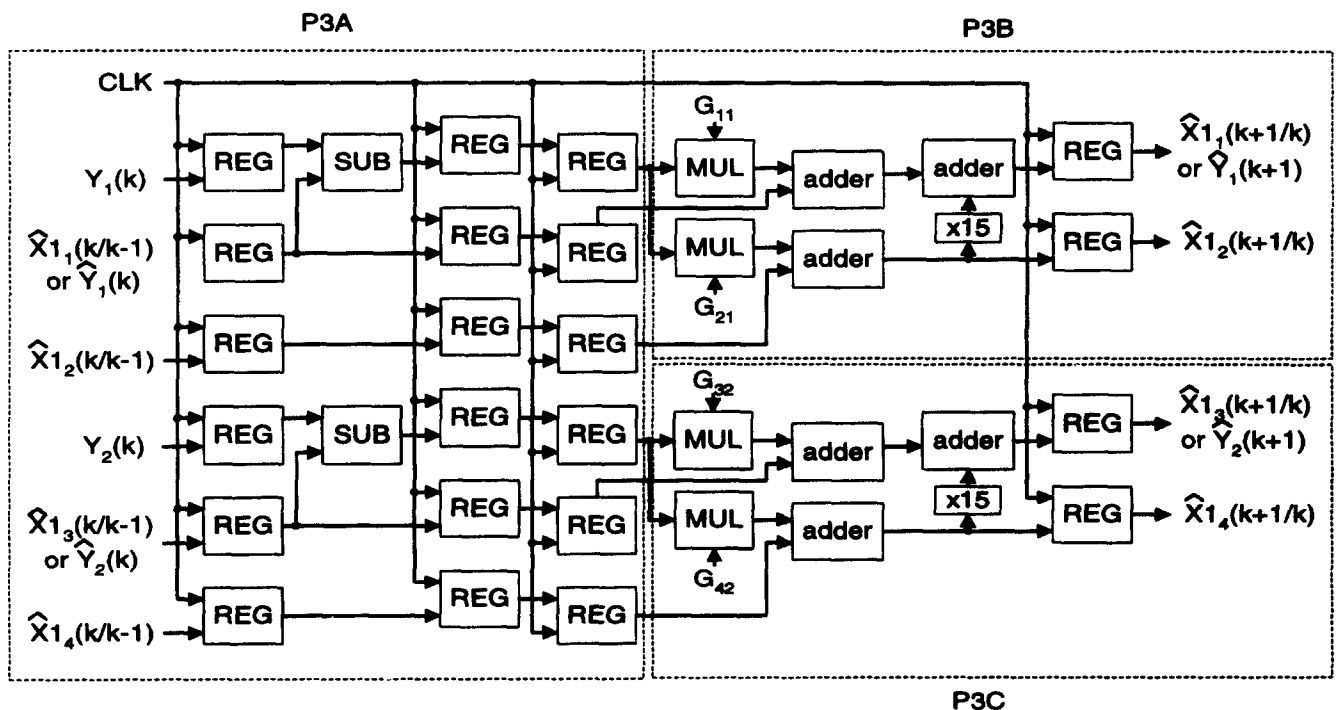 P3A
P3B
CLK
G₁₁
REG
SUB
REG
REG
MUL
adder
adder
REG
X̂1₁(k+1/k)
or Ŷ₁(k+1)
Y₁(k)
X̂1₁(k/k-1)
or Ŷ₁(k)
REG
REG
REG
MUL
adder
x15
REG
X̂1₂(k+1/k)
G₂₁
X̂1₂(k/k-1)
REG
REG
REG
G₃₂
Y₂(k)
REG
SUB
REG
REG
MUL
adder
adder
REG
X̂1₃(k+1/k)
or Ŷ₂(k+1)
X̂1₃(k/k-1)
or Ŷ₂(k)
REG
REG
REG
MUL
adder
x15
REG
X̂1₄(k+1/k)
G₄₂
X̂1₄(k/k-1)
REG
REG
REG
P3C